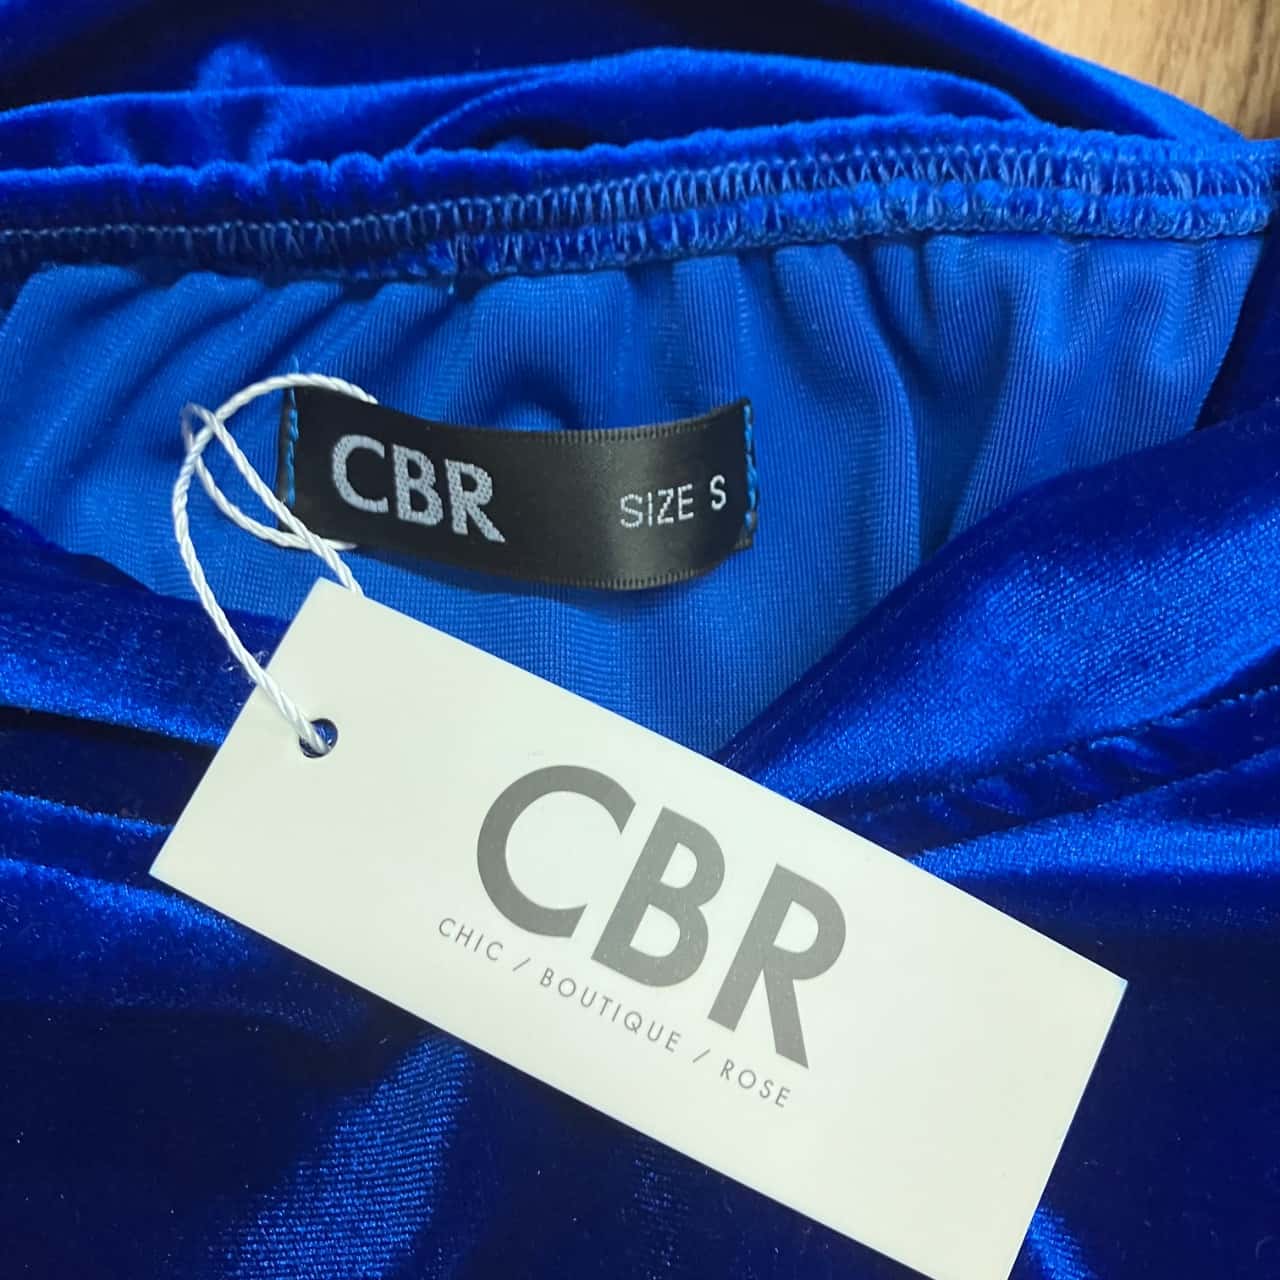 CBR SIZE S
CBR
CHIC / BOUTIQUE / ROSE